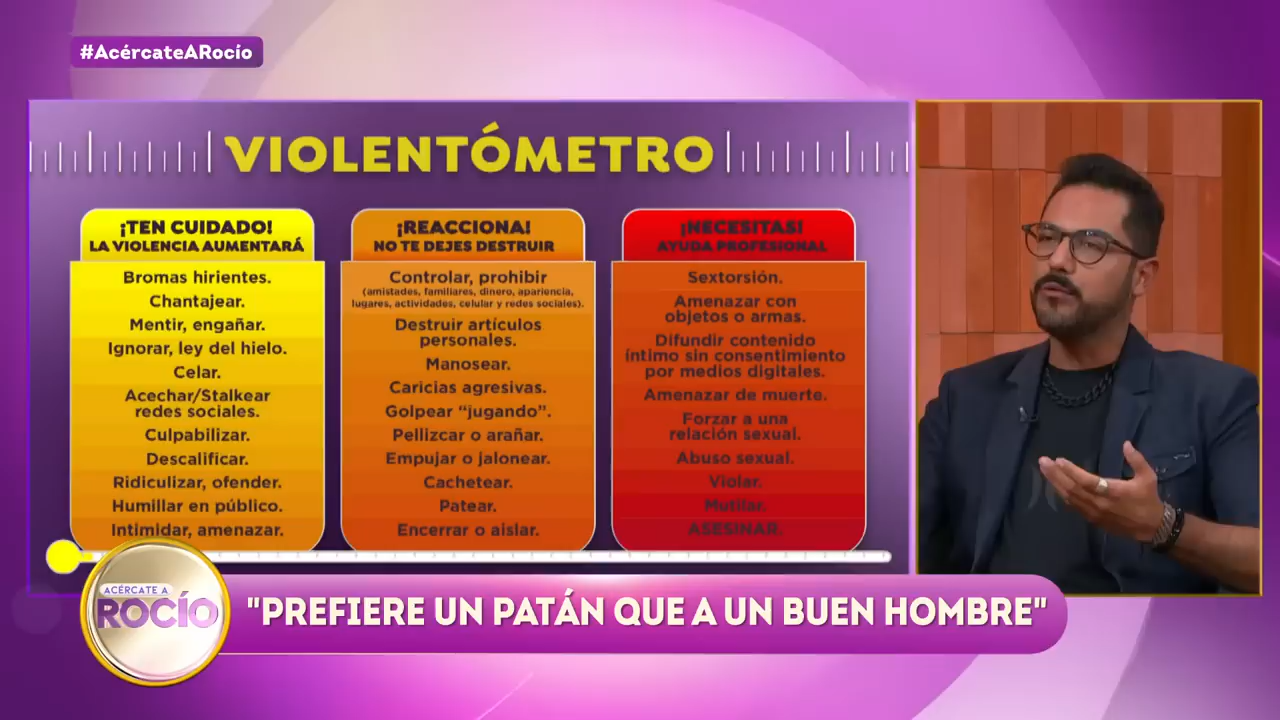 #AcércateARocío
VIOLENTÓMETRO
¡TEN CUIDADO!
LA VIOLENCIA AUMENTARÁ
Bromas hirientes.
Chantajear.
Mentir, engañar.
Ignorar, ley del hielo.
Celar.
Acechar/Stalkear
redes sociales.
Culpabilizar.
Descalificar.
Ridiculizar, ofender.
Humillar en público.
Intimidar, amenazar.
¡REACCIONA!
NO TE DEJES DESTRUIR
Controlar, prohibir
(amistades, familiares, dinero, apariencia,
lugares, actividades, celular y redes sociales).
Destruir artículos
personales.
Manosear.
Caricias agresivas.
Golpear “jugando”.
Pellizcar o arañar.
Empujar o jalonear.
Cachetear.
Patear.
Encerrar o aislar.
¡NECESITAS!
AYUDA PROFESIONAL
Sextorsión.
Amenazar con
objetos o armas.
Difundir contenido
íntimo sin consentimiento
por medios digitales.
Amenazar de muerte.
Forzar a una
relación sexual.
Abuso sexual.
Violar.
Mutilar.
ASESINAR.
ACÉRCATE A
ROCÍO
"PREFIERE UN PATÁN QUE A UN BUEN HOMBRE"